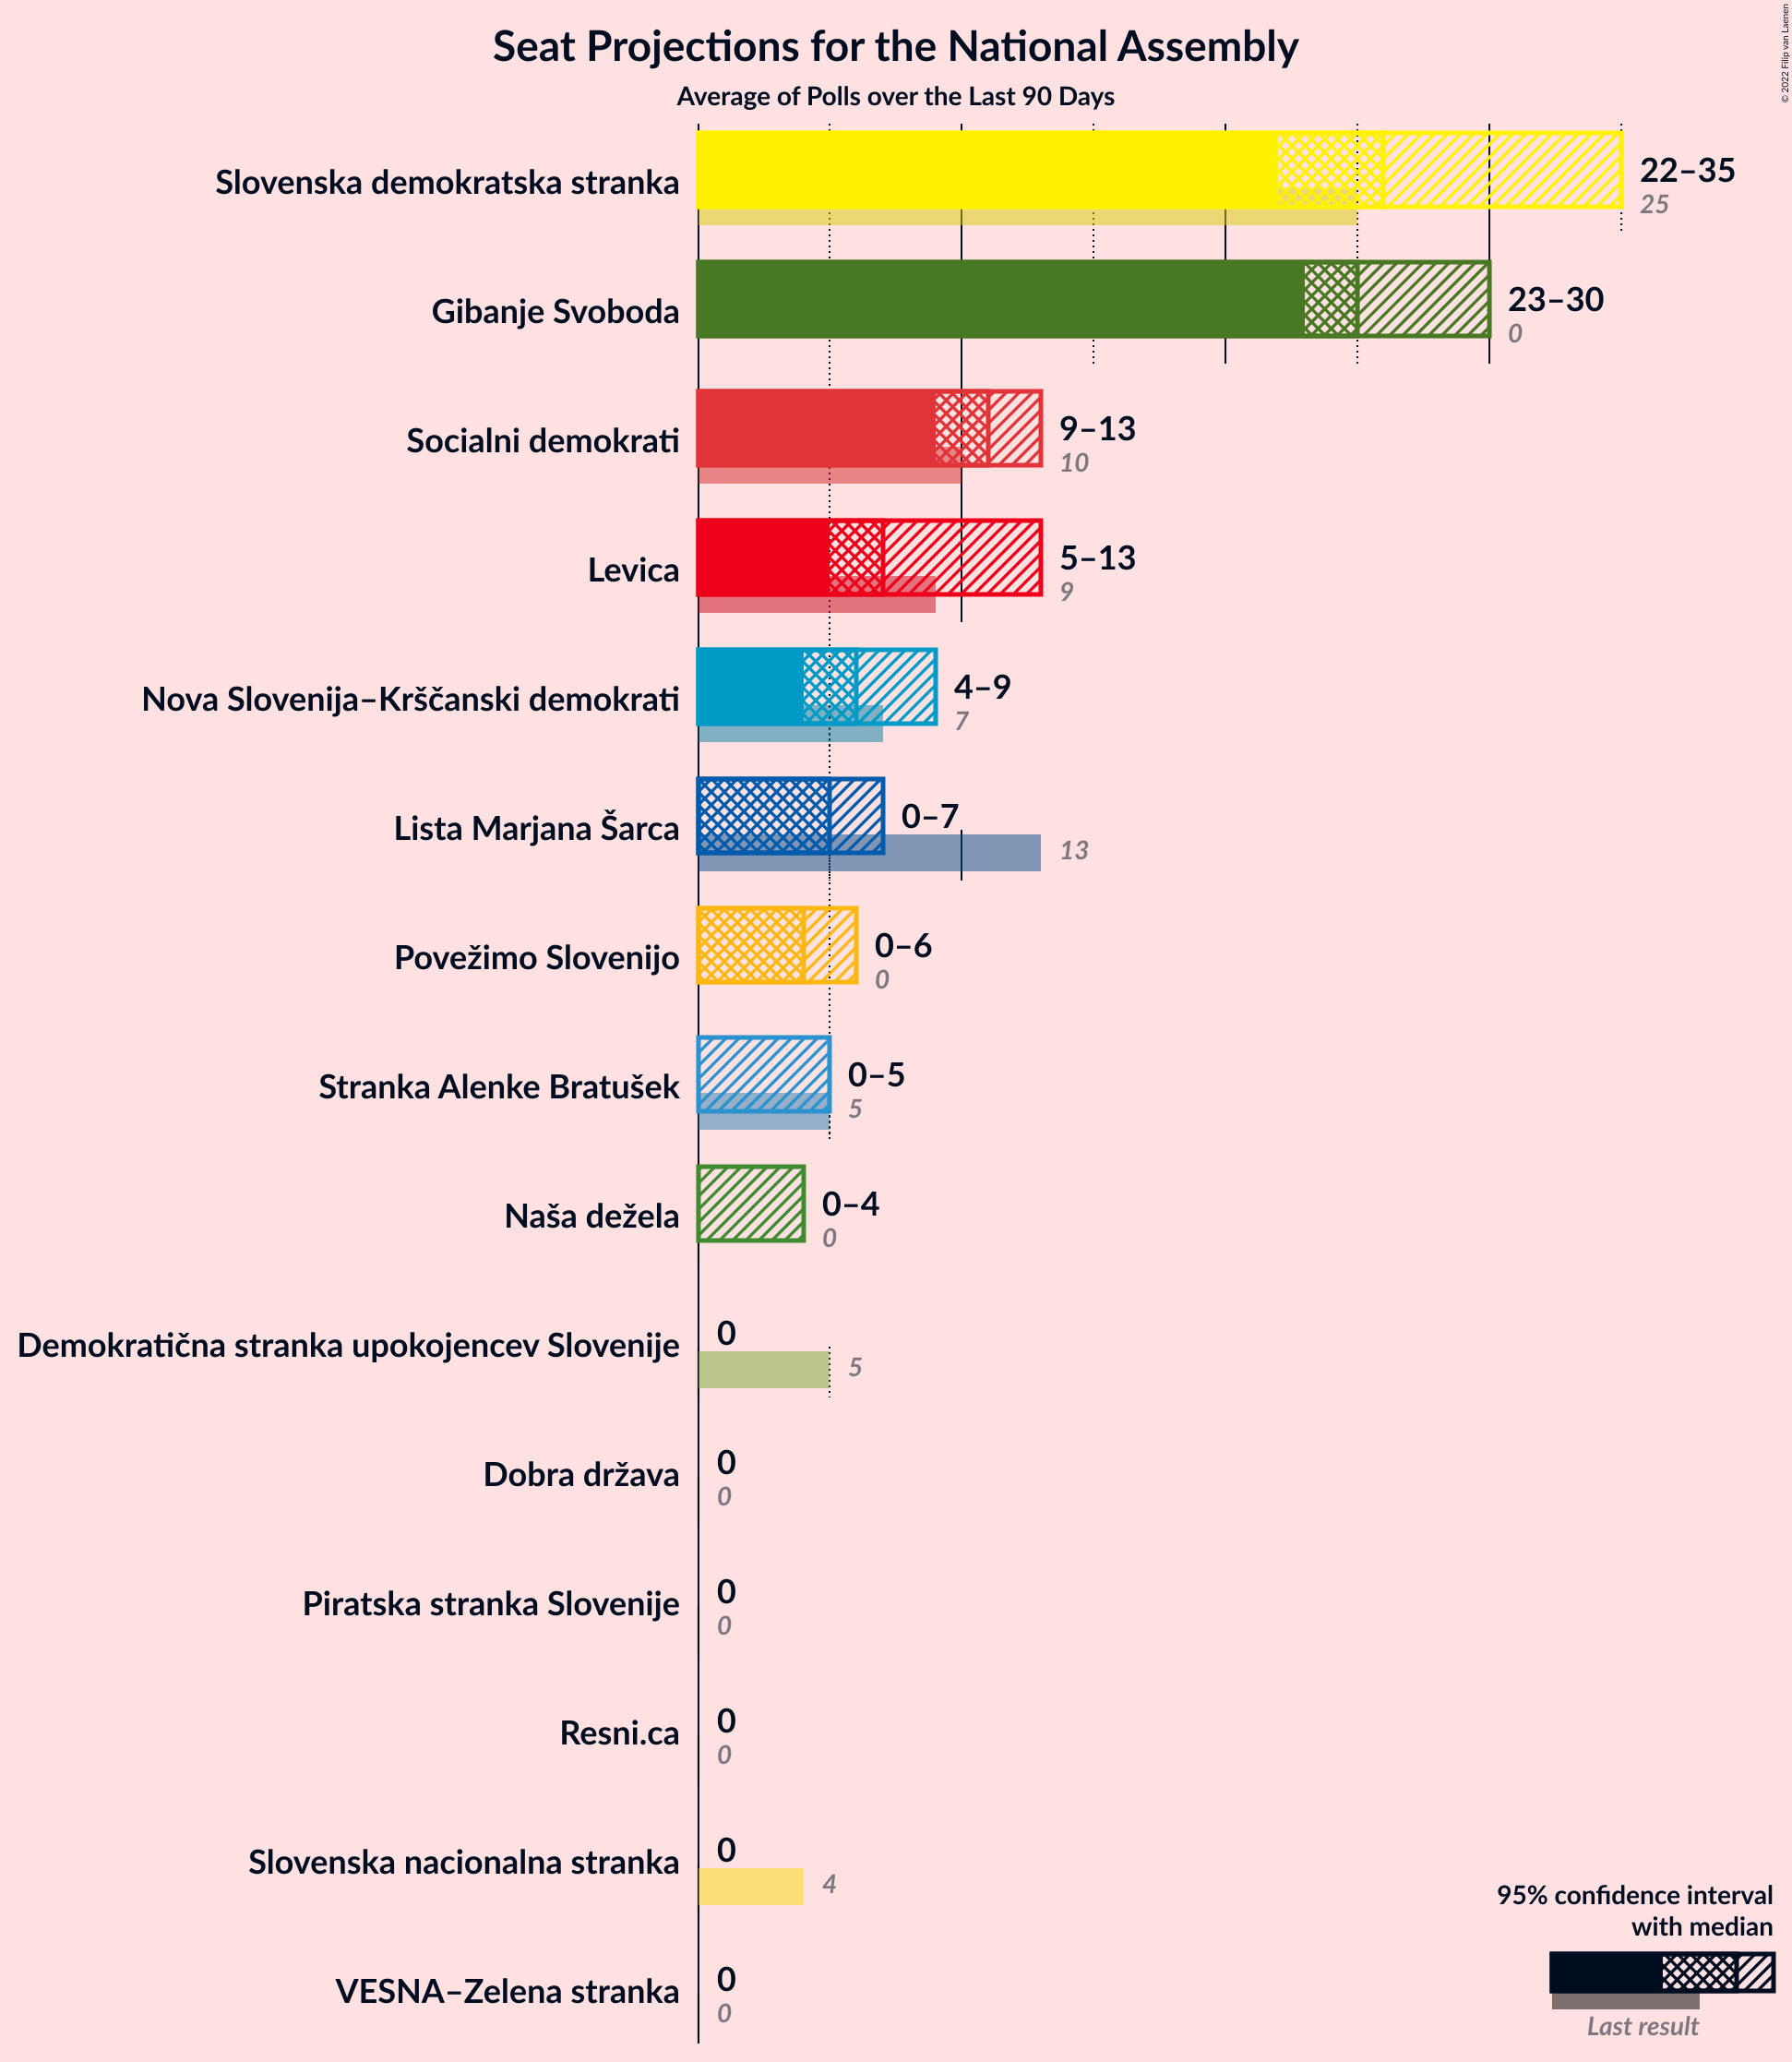 Seat Projections for the National Assembly
Average of Polls over the Last 90 Days
© 2022 Filip van Laenen
Slovenska demokratska stranka
22–35
25
Gibanje Svoboda
23–30
0
Socialni demokrati
9–13
10
Levica
5–13
9
Nova Slovenija–Krščanski demokrati
4–9
7
Lista Marjana Šarca
0–7
13
Povežimo Slovenijo
0–6
0
Stranka Alenke Bratušek
0–5
5
Naša dežela
0–4
0
Demokratična stranka upokojencev Slovenije
0
5
Dobra država
0
0
Piratska stranka Slovenije
0
0
Resni.ca
0
0
Slovenska nacionalna stranka
0
4
VESNA–Zelena stranka
0
0
95% confidence interval
with median
Last result